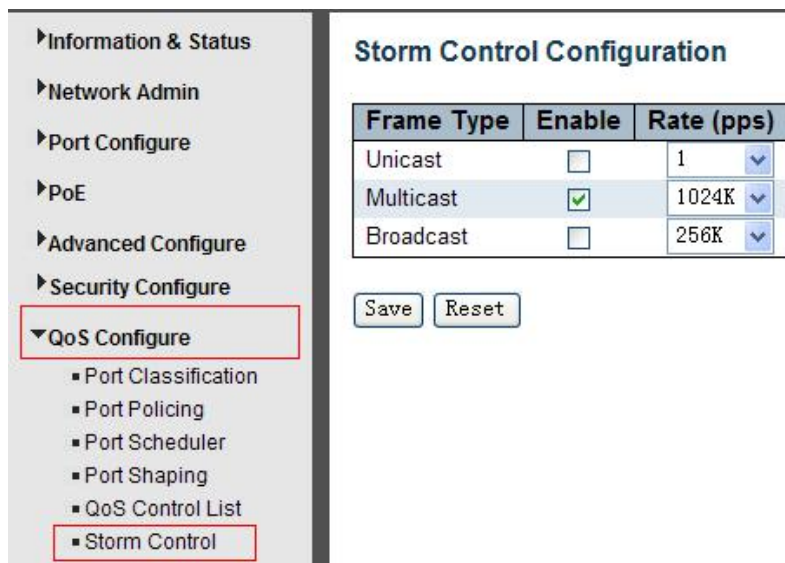 Information & Status
Network Admin
Port Configure
PoE
Advanced Configure
Security Configure
QoS Configure
Port Classification
Port Policing
Port Scheduler
Port Shaping
QoS Control List
Storm Control
Storm Control Configuration
Frame Type Enable Rate (pps)
Unicast 1
Multicast 1024K
Broadcast 256K
Save Reset